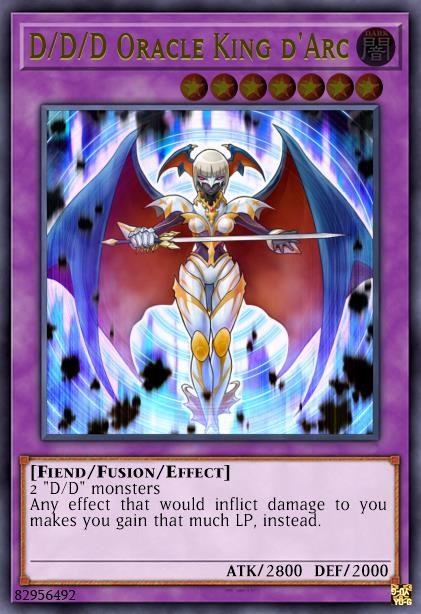 D/D/D Oracle King d'Arc
DARK
闇
[Fiend/Fusion/Effect]
2 "D/D" monsters
Any effect that would inflict damage to you
makes you gain that much LP, instead.
ATK/2800 DEF/2000
82956492